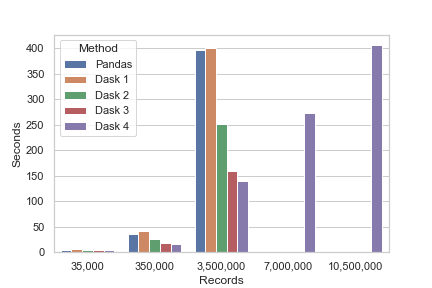 Method
Pandas
Dask 1
Dask 2
Dask 3
Dask 4
400
350
300
250
200
150
100
50
0
Seconds
35,000 350,000 3,500,000 7,000,000 10,500,000
Records